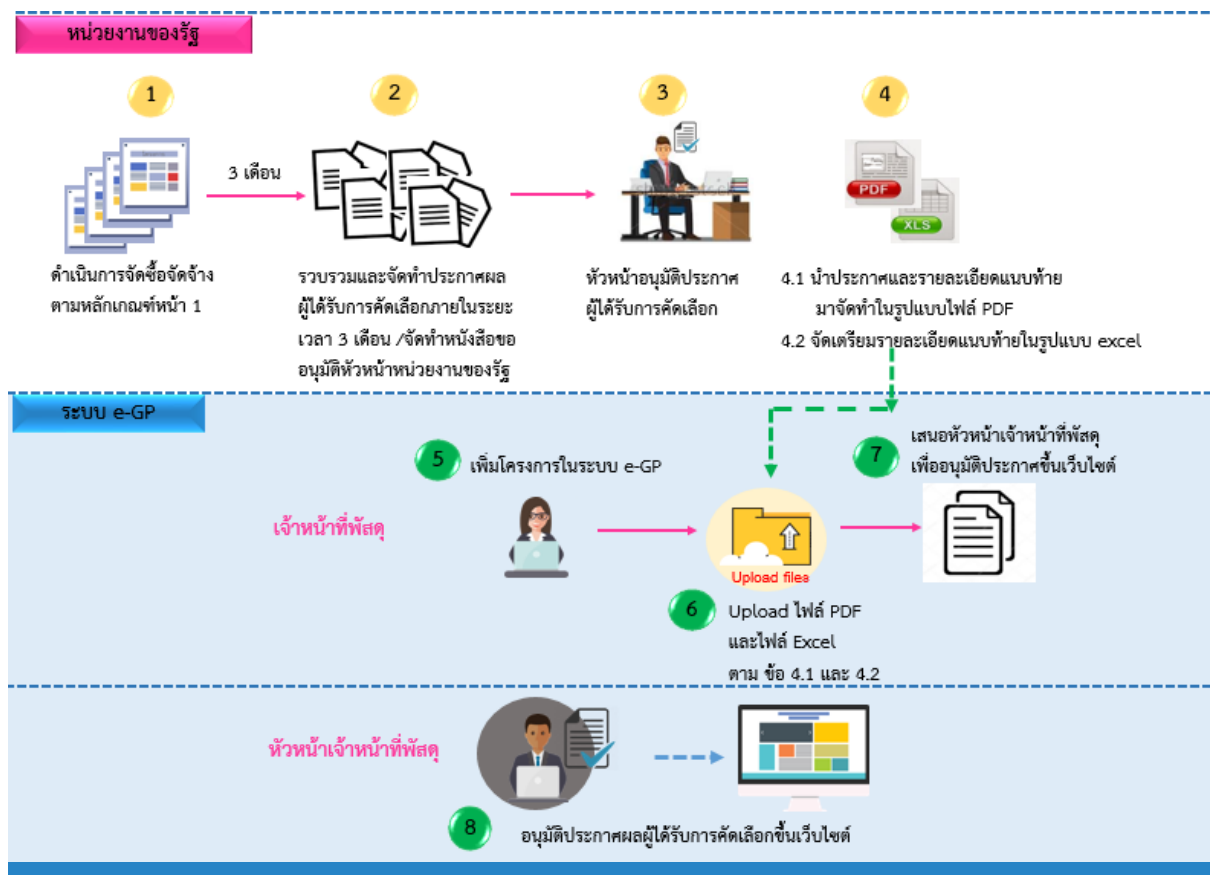 หน่วยงานของรัฐ
1
2
3
4
3 เดือน
PDF
XLS
ดำเนินการจัดซื้อจัดจ้าง
ตามหลักเกณฑ์หน้า 1
รวบรวมและจัดทำประกาศผล
ผู้ได้รับการคัดเลือกภายในระยะ
เวลา 3 เดือน /จัดทำหนังสือขอ
อนุมัติหัวหน้าหน่วยงานของรัฐ
หัวหน้าอนุมัติประกาศ
ผู้ได้รับการคัดเลือก
4.1 นำประกาศและรายละเอียดแนบท้าย
มาจัดทำในรูปแบบไฟล์ PDF
4.2 จัดเตรียมรายละเอียดแนบท้ายในรูปแบบ excel
ระบบ e-GP
5
เพิ่มโครงการในระบบ e-GP
7
เสนอหัวหน้าเจ้าหน้าที่พัสดุ
เพื่ออนุมัติประกาศขึ้นเว็บไซต์
เจ้าหน้าที่พัสดุ
Upload files
6
Upload ไฟล์ PDF
และไฟล์ Excel
ตาม ข้อ 4.1 และ 4.2
หัวหน้าเจ้าหน้าที่พัสดุ
8
อนุมัติประกาศผลผู้ได้รับการคัดเลือกขึ้นเว็บไซต์